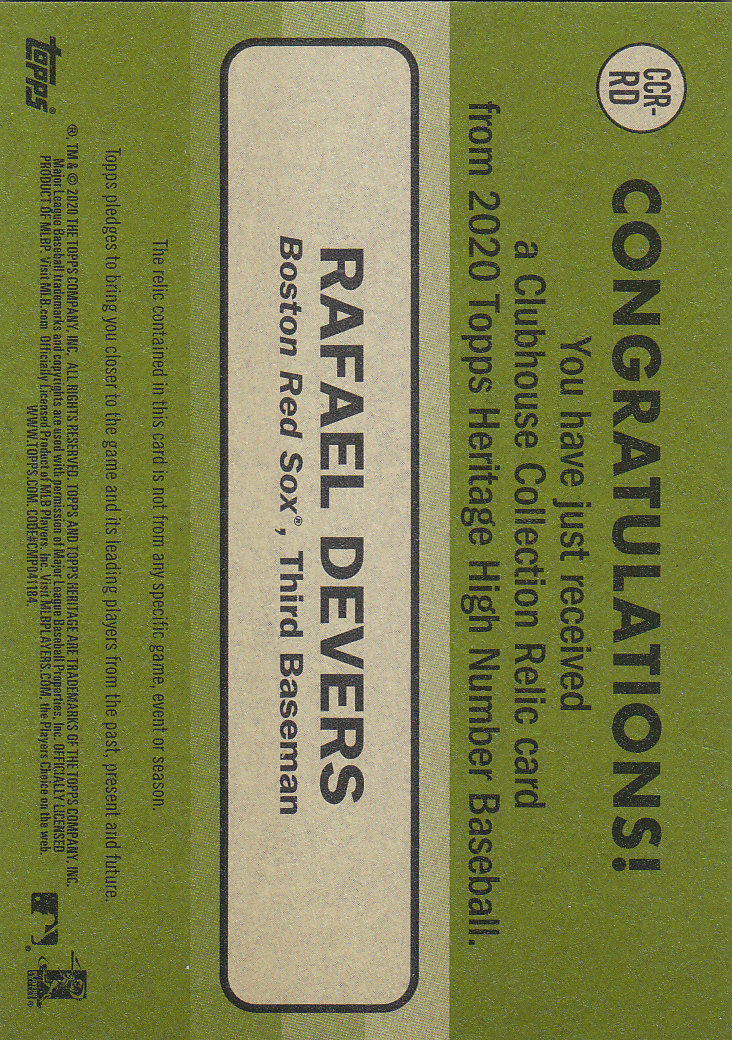 CCR-
RD
CONGRATULATIONS!
You have just received
a Clubhouse Collection Relic card
from 2020 Topps Heritage High Number Baseball.
RAFAEL DEVERS
Boston Red Sox®, Third Baseman
The relic contained in this card is not from any specific game, event or season.
Topps pledges to bring you closer to the game and its leading players from the past, present and future.
®, TM & © 2020 THE TOPPS COMPANY, INC. ALL RIGHTS RESERVED. TOPPS AND TOPPS HERITAGE ARE TRADEMARKS OF THE TOPPS COMPANY, INC.
Major League Baseball trademarks and copyrights are used with permission of Major League Baseball Properties, Inc. OFFICIALLY LICENSED
PRODUCT OF MLBP. Visit MLB.com Officially Licensed Product of MLB Players, Inc. Visit MLBPLAYERS.COM, the Players Choice on the web.
WWW.TOPPS.COM. CODE#CMP041184.
topps®